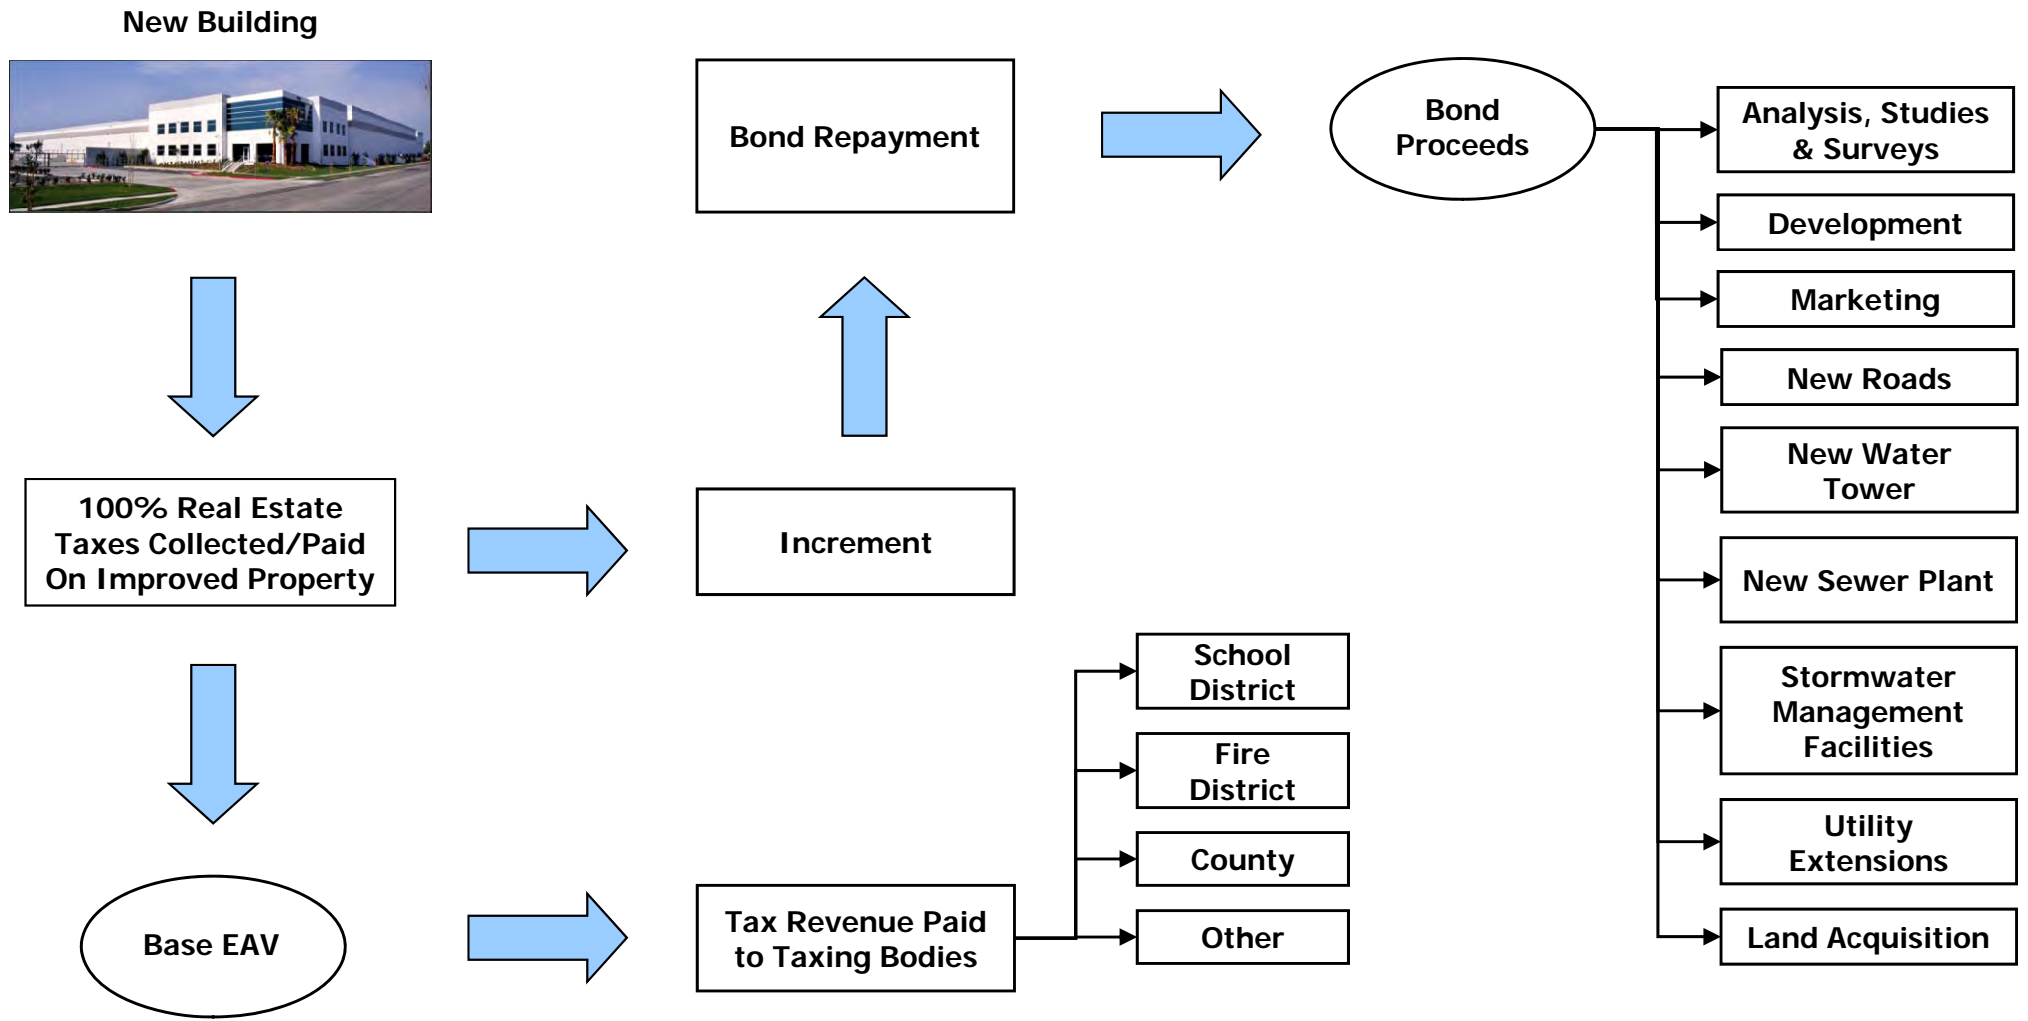 New Building
Bond Repayment
Bond
Proceeds
Analysis, Studies
& Surveys
Development
Marketing
New Roads
New Water
Tower
New Sewer Plant
Stormwater
Management
Facilities
Utility
Extensions
Land Acquisition
100% Real Estate
Taxes Collected/Paid
On Improved Property
Increment
School
District
Fire
District
County
Other
Base EAV
Tax Revenue Paid
to Taxing Bodies